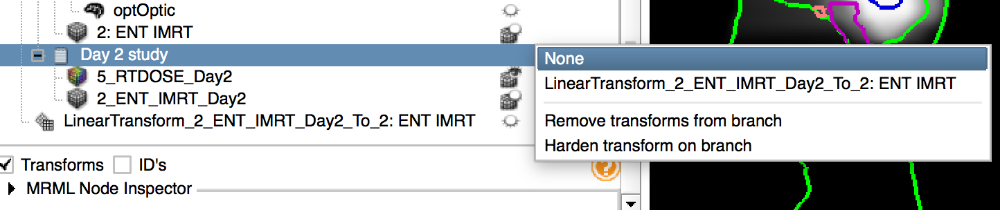 optOptic
2: ENT IMRT
Day 2 study
None
5_RTDOSE_Day2
LinearTransform_2_ENT_IMRT_Day2_To_2: ENT IMRT
2_ENT_IMRT_Day2
LinearTransform_2_ENT_IMRT_Day2_To_2: ENT IMRT
Remove transforms from branch
Harden transform on branch
Transforms
ID's
?
MRML Node Inspector